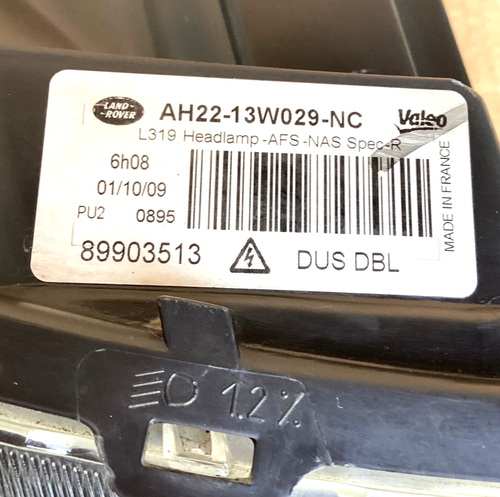 LAND-
-ROVER
AH22-13W029-NC
Valeo
L319 Headlamp -AFS -NAS Spec-R
6h08
01/10/09
PU2 0895
89903513
DUS DBL
MADE IN FRANCE
1.2%